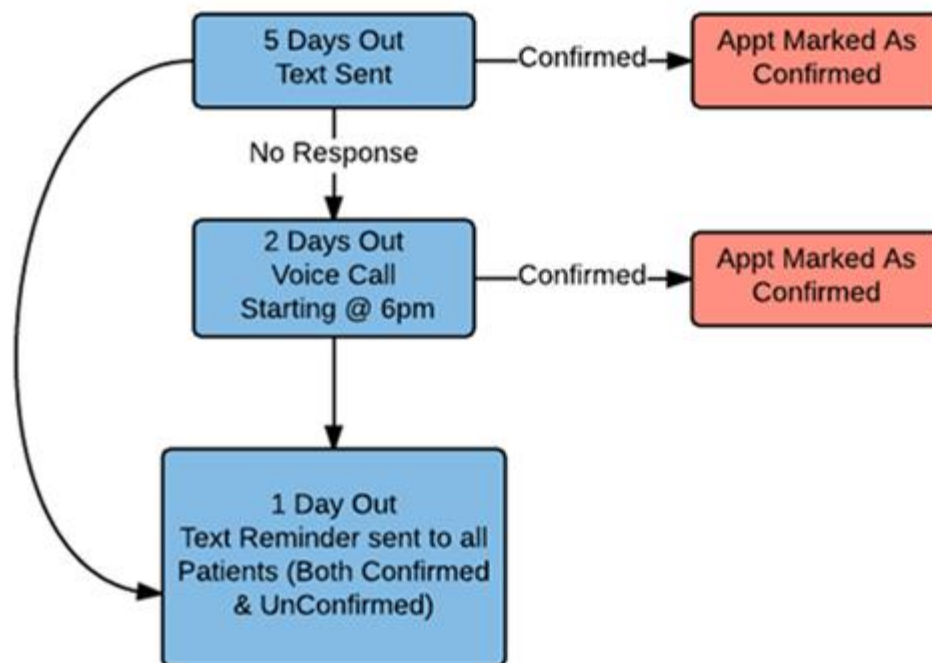 5 Days Out
Text Sent
Confirmed
Appt Marked As
Confirmed
No Response
2 Days Out
Voice Call
Starting @ 6pm
Confirmed
Appt Marked As
Confirmed
1 Day Out
Text Reminder sent to all
Patients (Both Confirmed
& UnConfirmed)